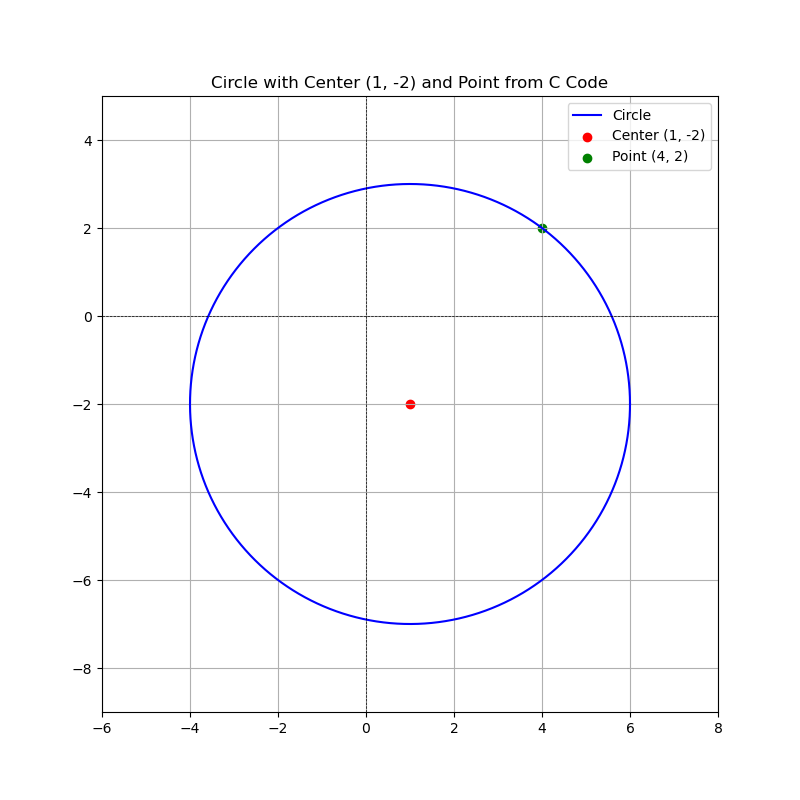 Circle with Center (1, -2) and Point from C Code
Circle
Center (1, -2)
Point (4, 2)
4
2
0
−2
−4
−6
−8
−6 −4 −2 0 2 4 6 8